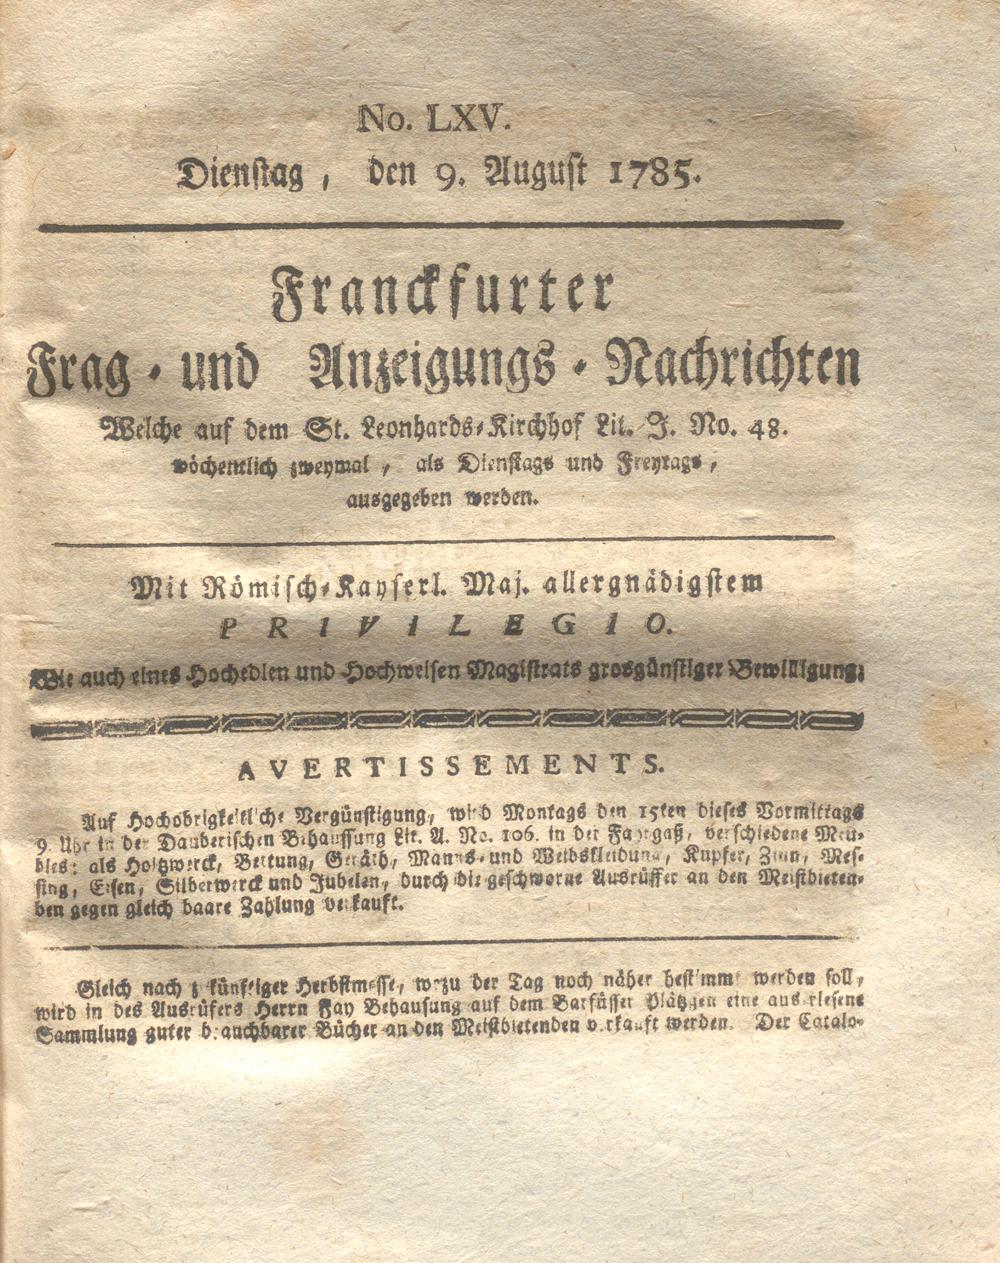 No. LXV.
Dienstag, den 9. August 1785.
Franckfurter
Frag- und Anzeigungs-Nachrichten
Welche auf dem St. Leonhards-Kirchhof Lit. J. No. 48.
wöchentlich zweymal, als Dienstags und Freytags,
ausgegeben werden.
Mit Römisch-Kayserl. Maj. allergnädigstem
PRIVILEGIO.
Wie auch eines Hochedlen und Hochweisen Magistrats grosgünstiger Bewilligung.
AVERTISSEMENTS.
Auf Hochobrigkeitliche Vergünstigung, wird Montags den 15ten dieses Vormittags
9 Uhr in der Dauberischen Behaussung Lit. A. No. 106. in der Fahrgaß, verschiedene Meu-
bles: als Holtzwerck, Bettung, Geräth, Manns- und Weibskleidung, Kupfer, Zinn, Mes-
sing, Eisen, Silberwerck und Jubelen, durch die geschworne Ausrüffer an den Meistbieten-
den gegen gleich baare Zahlung verkauft.
Gleich nach künftiger Herbstmesse, wozu der Tag noch näher bestimmt werden soll,
wird in des Ausrüfers Herrn Fay Behausung auf dem Barfüsser Plätzgen eine auserlesene
Sammlung guter brauchbarer Bücher an den Meistbietenden verkauft werden. Der Catalo-